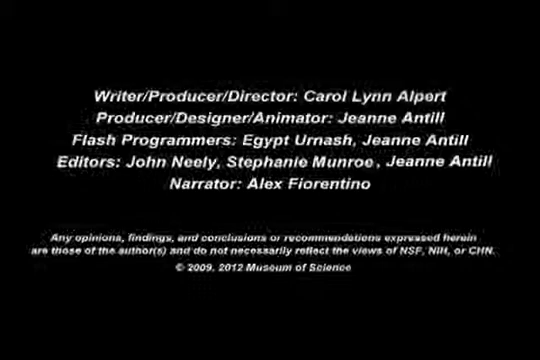 Writer/Producer/Director: Carol Lynn Alpert
Producer/Designer/Animator: Jeanne Antill
Flash Programmers: Egypt Urnash, Jeanne Antill
Editors: John Neely, Stephanie Munroe, Jeanne Antill
Narrator: Alex Fiorentino
Any opinions, findings, and conclusions or recommendations expressed herein
are those of the author(s) and do not necessarily reflect the views of NSF, NIH, or CHN.
© 2009, 2012 Museum of Science